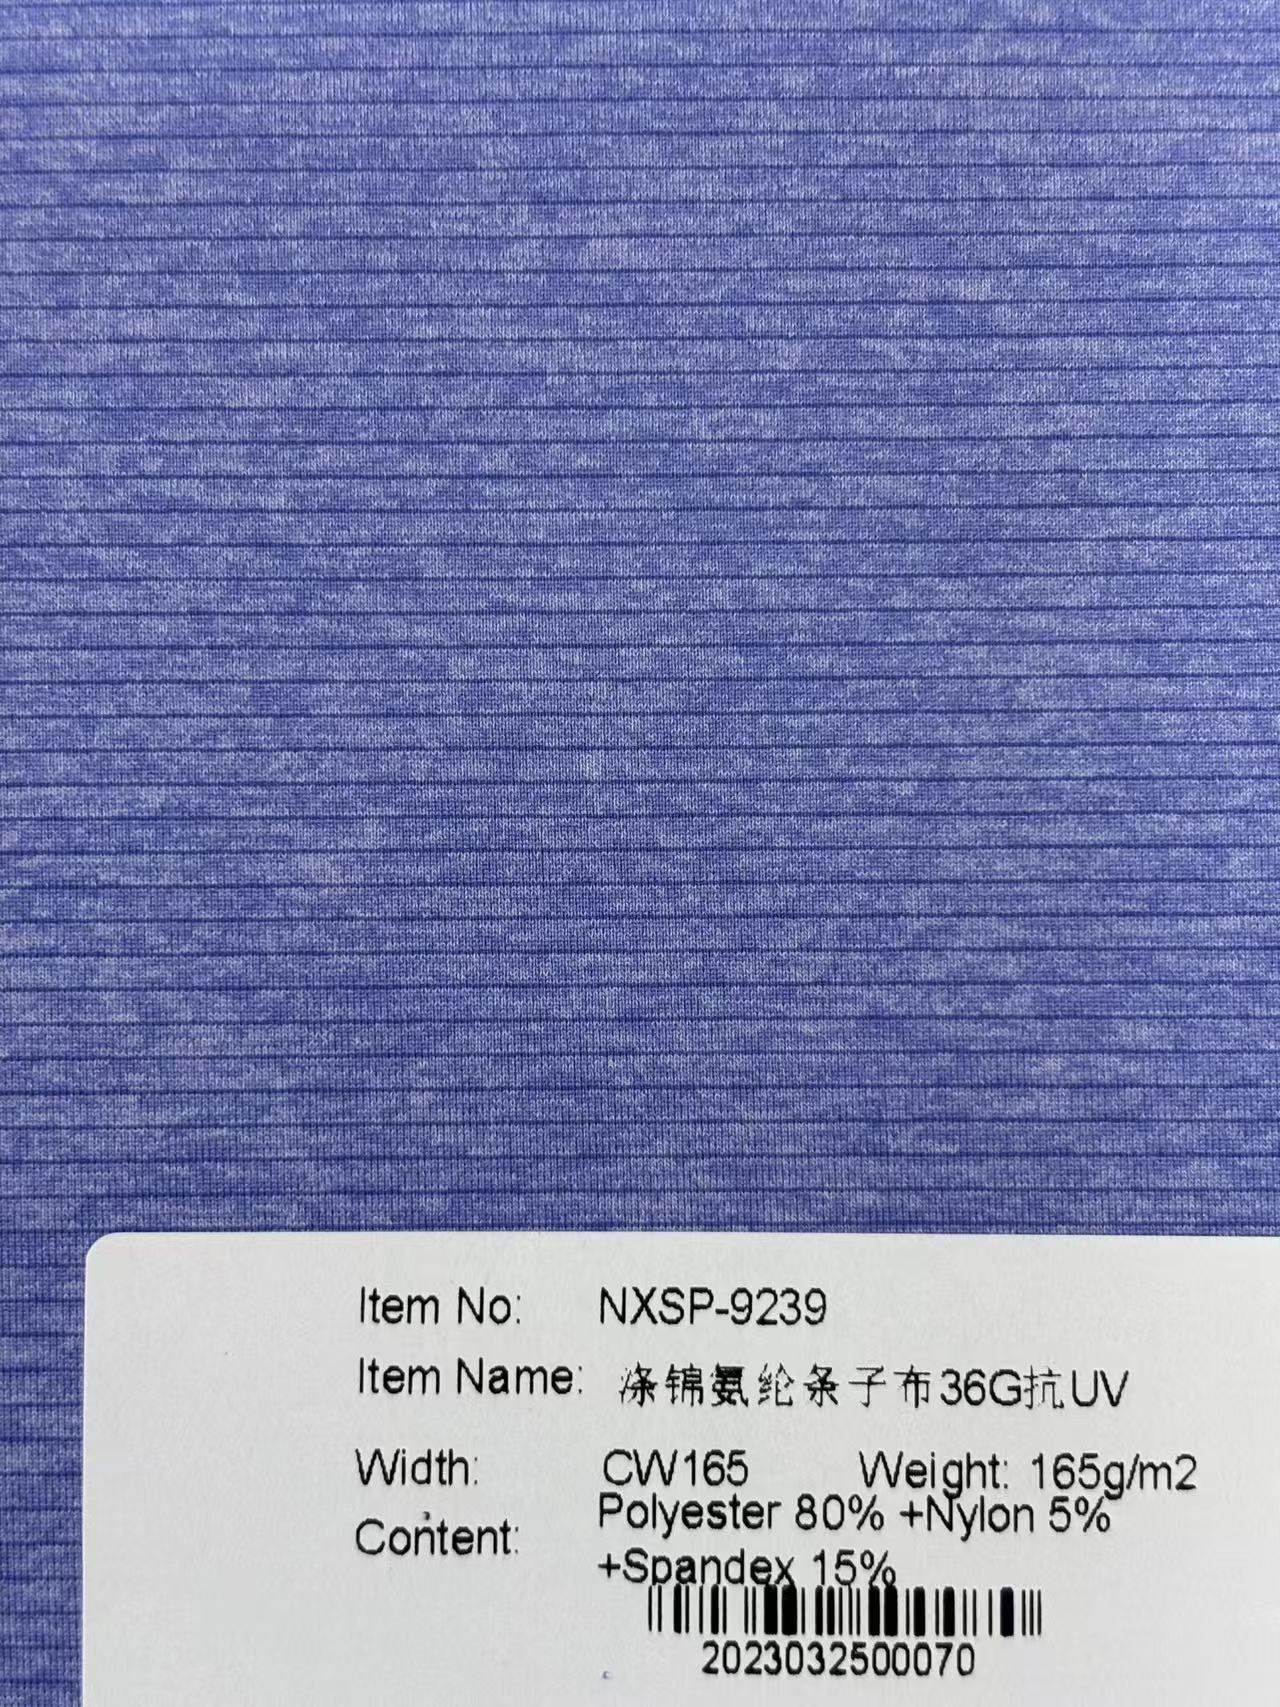 Item No: NXSP-9239
Item Name: 涤锦氨纶条子布36G抗UV
Width: CW165 Weight: 165g/m2
Content: Polyester 80% +Nylon 5%
+Spandex 15%
2023032500070